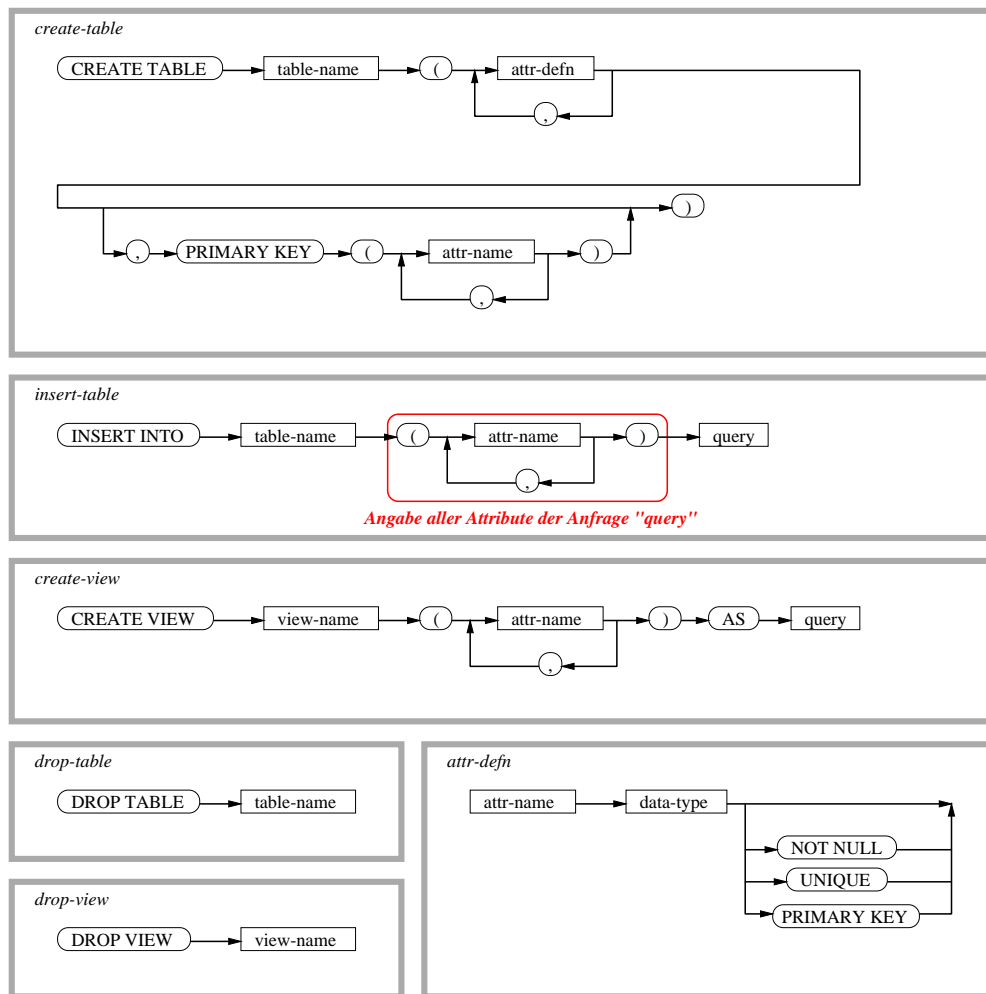 create-table
CREATE TABLE table-name ( attr-defn
,
)
, PRIMARY KEY ( attr-name )
,
insert-table
INSERT INTO table-name ( attr-name ) query
,
Angabe aller Attribute der Anfrage "query"
create-view
CREATE VIEW view-name ( attr-name ) AS query
,
drop-table
DROP TABLE table-name
attr-defn
attr-name data-type
NOT NULL
UNIQUE
PRIMARY KEY
drop-view
DROP VIEW view-name